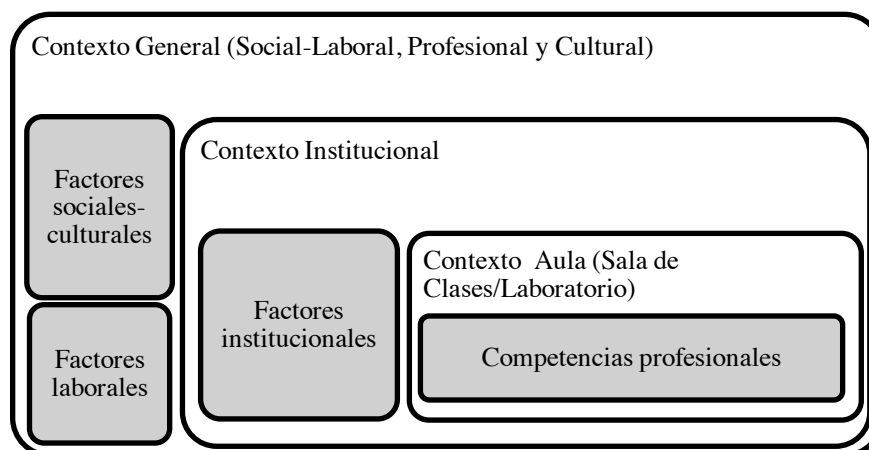 Contexto General (Social-Laboral, Profesional y Cultural)
Factores
sociales-
culturales
Factores
laborales
Contexto Institucional
Factores
institucionales
Contexto Aula (Sala de
Clases/Laboratorio)
Competencias profesionales